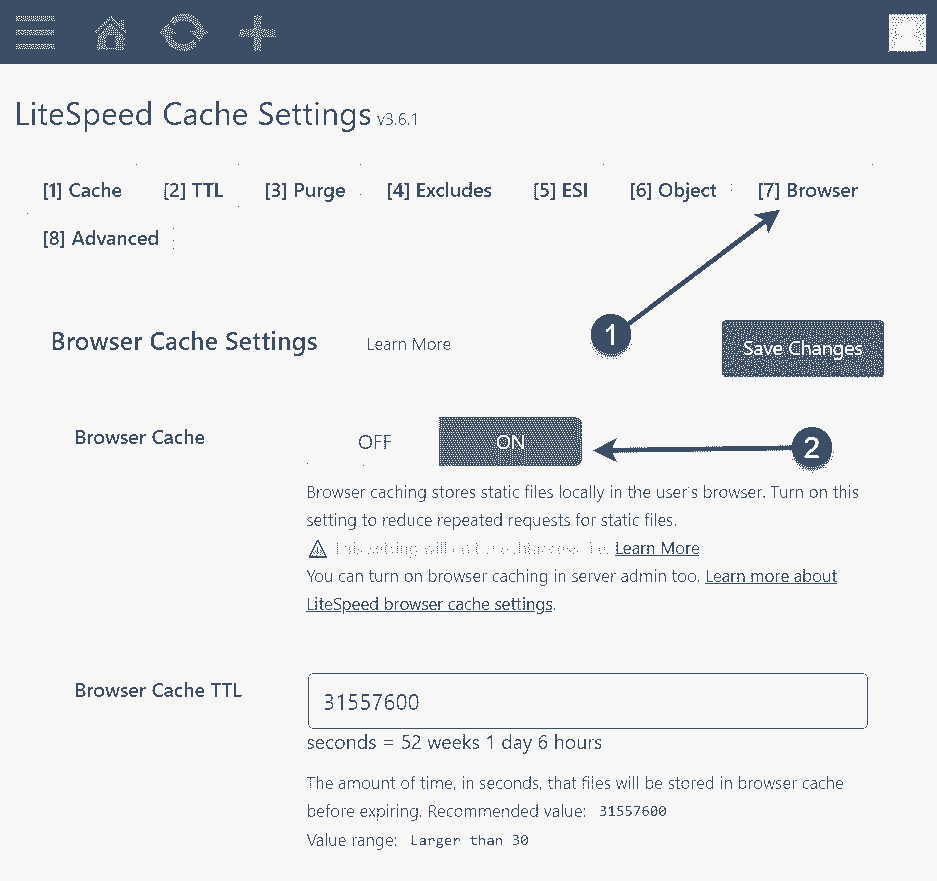 LiteSpeed Cache Settings v3.6.1
[1] Cache [2] TTL [3] Purge [4] Excludes [5] ESI [6] Object [7] Browser
[8] Advanced
1
Browser Cache Settings Learn More Save Changes
Browser Cache OFF ON 2
Browser caching stores static files locally in the user's browser. Turn on this
setting to reduce repeated requests for static files.
This setting will Learn More
You can turn on browser caching in server admin too. Learn more about
LiteSpeed browser cache settings.
Browser Cache TTL 31557600
seconds = 52 weeks 1 day 6 hours
The amount of time, in seconds, that files will be stored in browser cache
before expiring. Recommended value: 31557600
Value range: Larger than 30